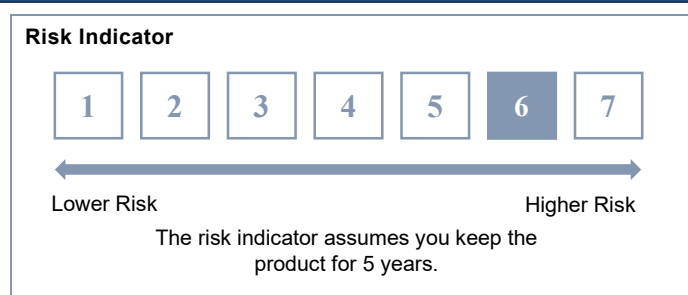 Risk Indicator
1 2 3 4 5 6 7
Lower Risk Higher Risk
The risk indicator assumes you keep the
product for 5 years.